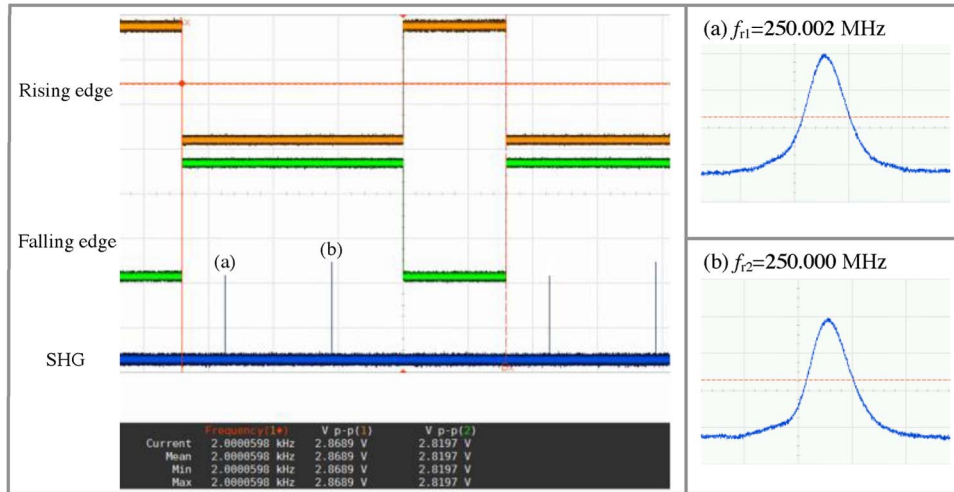 Rising edge
Falling edge
SHG
(a)
(b)
Frequency(1♦) V p-p(1) V p-p(2)
Current 2.0000598 kHz 2.8689 V 2.8197 V
Mean 2.0000598 kHz 2.8689 V 2.8197 V
Min 2.0000598 kHz 2.8689 V 2.8197 V
Max 2.0000598 kHz 2.8689 V 2.8197 V
(a) fr1=250.002 MHz
(b) fr2=250.000 MHz